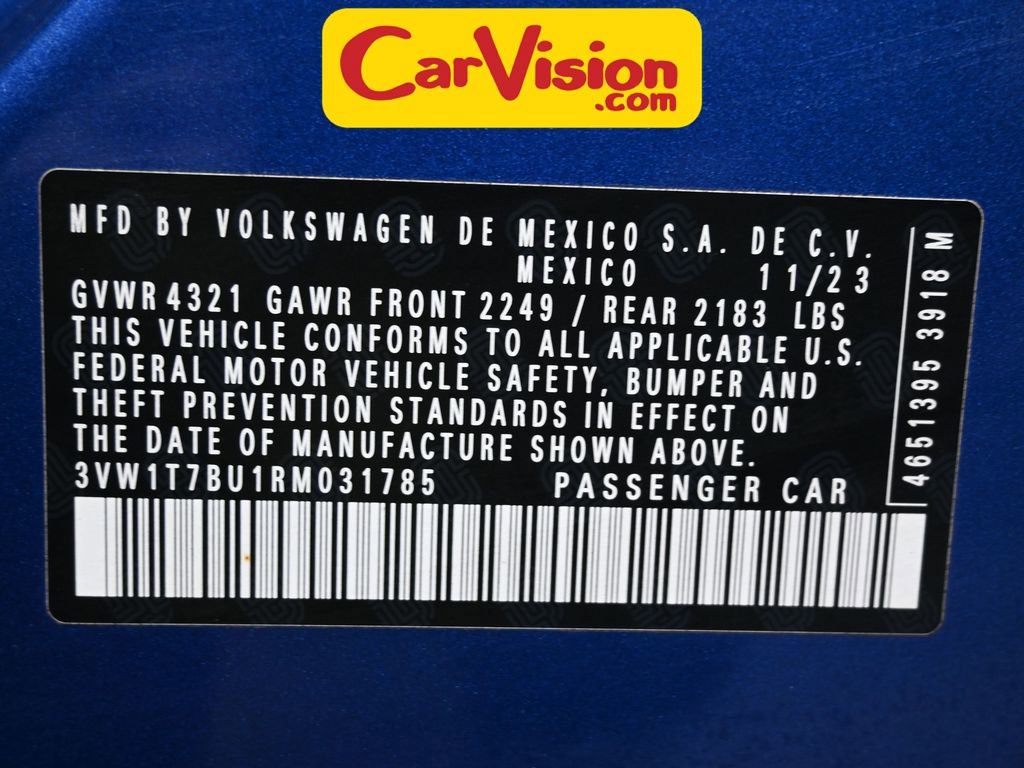 CarVision
.com
MFD BY VOLKSWAGEN DE MEXICO S.A. DE C.V.
MEXICO 11/23
GVWR 4321 GAWR FRONT 2249 / REAR 2183 LBS
THIS VEHICLE CONFORMS TO ALL APPLICABLE U.S.
FEDERAL MOTOR VEHICLE SAFETY, BUMPER AND
THEFT PREVENTION STANDARDS IN EFFECT ON
THE DATE OF MANUFACTURE SHOWN ABOVE.
3VW1T7BU1RM031785 PASSENGER CAR
4651395 3918 M